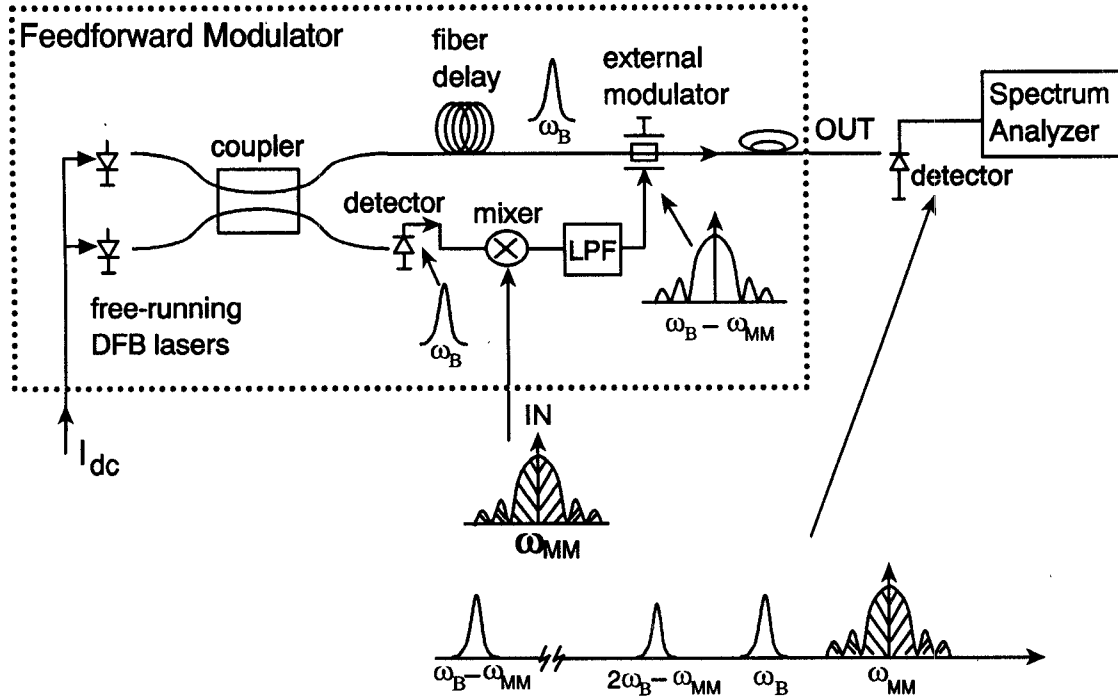 Feedforward Modulator
fiber
delay
external
modulator
ω_B
OUT
Spectrum
Analyzer
coupler
detector
mixer
detector
LPF
free-running
DFB lasers
ω_B
ω_B − ω_MM
I_dc
IN
ω_MM
ω_B − ω_MM
2ω_B − ω_MM
ω_B
ω_MM